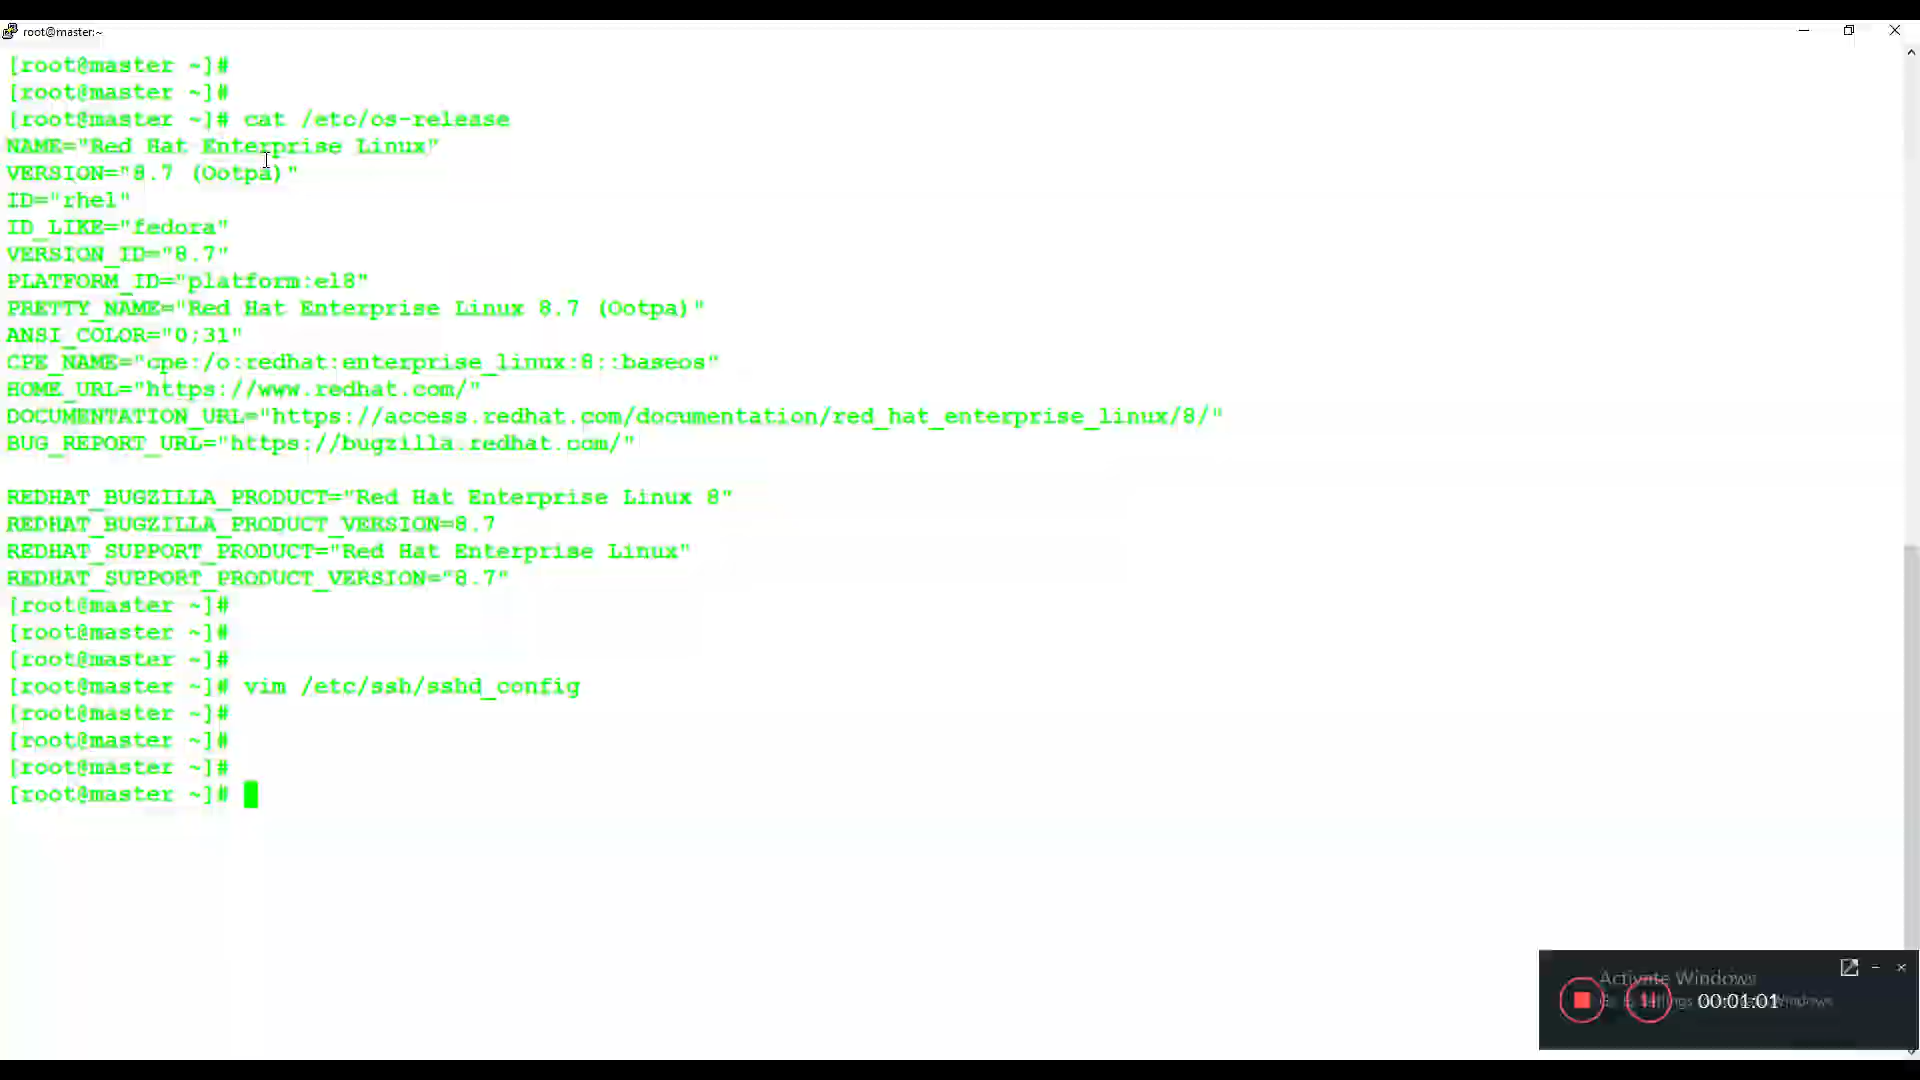 root@master:~
[root@master ~]#
[root@master ~]#
[root@master ~]# cat /etc/os-release
NAME="Red Hat Enterprise Linux"
VERSION="8.7 (Ootpa)"
ID="rhel"
ID_LIKE="fedora"
VERSION_ID="8.7"
PLATFORM_ID="platform:el8"
PRETTY_NAME="Red Hat Enterprise Linux 8.7 (Ootpa)"
ANSI_COLOR="0;31"
CPE_NAME="cpe:/o:redhat:enterprise_linux:8::baseos"
HOME_URL="https://www.redhat.com/"
DOCUMENTATION_URL="https://access.redhat.com/documentation/red_hat_enterprise_linux/8/"
BUG_REPORT_URL="https://bugzilla.redhat.com/"
REDHAT_BUGZILLA_PRODUCT="Red Hat Enterprise Linux 8"
REDHAT_BUGZILLA_PRODUCT_VERSION=8.7
REDHAT_SUPPORT_PRODUCT="Red Hat Enterprise Linux"
REDHAT_SUPPORT_PRODUCT_VERSION="8.7"
[root@master ~]#
[root@master ~]#
[root@master ~]#
[root@master ~]# vim /etc/ssh/sshd_config
[root@master ~]#
[root@master ~]#
[root@master ~]#
[root@master ~]#
Activate Windows
00:01:01